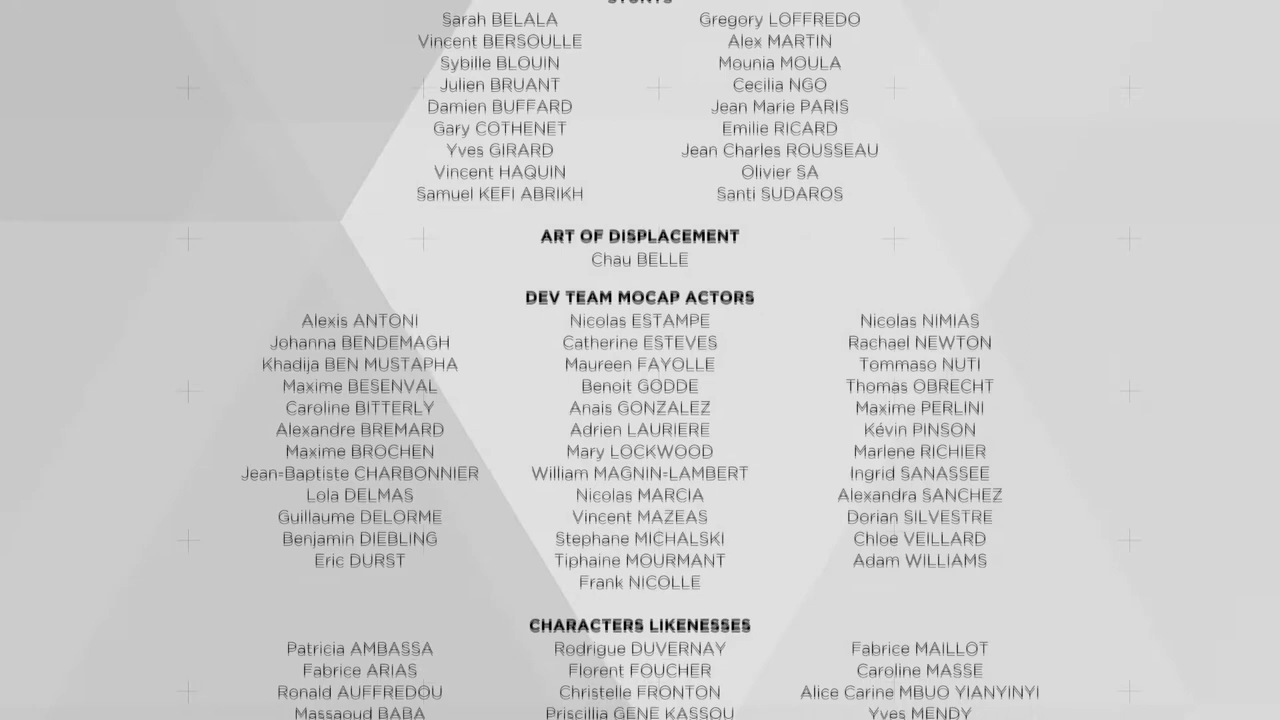 STUNTS
Sarah BELALA Gregory LOFFREDO
Vincent BERSOULLE Alex MARTIN
Sybille BLOUIN Mounia MOULA
Julien BRUANT Cecilia NGO
Damien BUFFARD Jean Marie PARIS
Gary COTHENET Emilie RICARD
Yves GIRARD Jean Charles ROUSSEAU
Vincent HAQUIN Olivier SA
Samuel KEFI ABRIKH Santi SUDAROS
ART OF DISPLACEMENT
Chau BELLE
DEV TEAM MOCAP ACTORS
Alexis ANTONI Nicolas ESTAMPE Nicolas NIMIAS
Johanna BENDEMAGH Catherine ESTEVES Rachael NEWTON
Khadija BEN MUSTAPHA Maureen FAYOLLE Tommaso NUTI
Maxime BESENVAL Benoit GODDE Thomas OBRECHT
Caroline BITTERLY Anais GONZALEZ Maxime PERLINI
Alexandre BREMARD Adrien LAURIERE Kévin PINSON
Maxime BROCHEN Mary LOCKWOOD Marlene RICHIER
Jean-Baptiste CHARBONNIER William MAGNIN-LAMBERT Ingrid SANASSEE
Lola DELMAS Nicolas MARCIA Alexandra SANCHEZ
Guillaume DELORME Vincent MAZEAS Dorian SILVESTRE
Benjamin DIEBLING Stephane MICHALSKI Chloé VEILLARD
Eric DURST Tiphaine MOURMANT Adam WILLIAMS
Frank NICOLLE
CHARACTERS LIKENESSES
Patricia AMBASSA Rodrigue DUVERNAY Fabrice MAILLOT
Fabrice ARIAS Florent FOUCHER Caroline MASSE
Ronald AUFFREDOU Christelle FRONTON Alice Carine MBUO YIANYINYI
Massaoud BABA Priscillia GENE KASSOU Yves MENDY